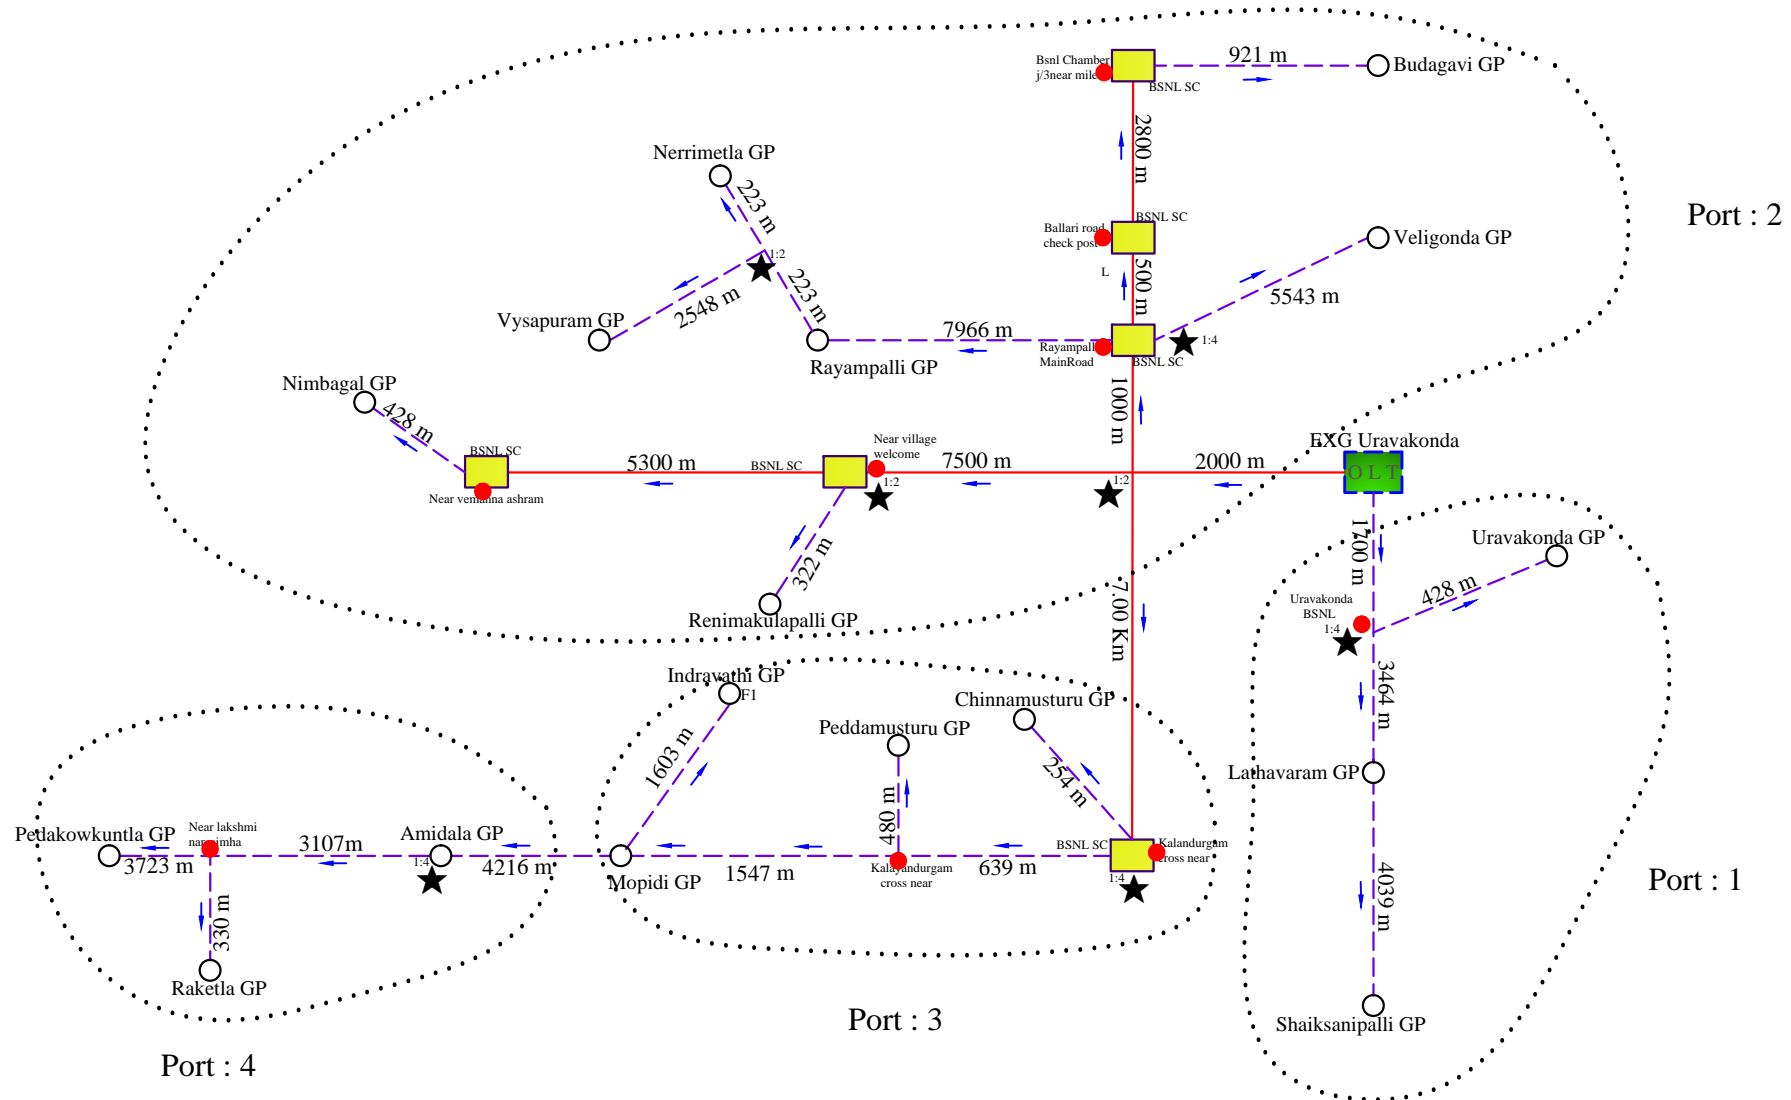 Bsnl Chamber
j/3near mile
921 m
Budagavi GP
BSNL SC
2800 m
Nerrimetla GP
223 m
Port : 2
BSNL SC
Ballari road
check post
Veligonda GP
1:2
L
500 m
223 m
2548 m
5543 m
Vysapuram GP
7966 m
Rayampalli
MainRoad
1:4
BSNL SC
Rayampalli GP
Nimbagal GP
428 m
1000 m
EXG Uravakonda
Near village
welcome
BSNL SC
5300 m
BSNL SC
7500 m
2000 m
OLT
1:2
1:2
Near vemanna ashram
1700 m
Uravakonda GP
322 m
7.00 Km
428 m
Uravakonda
BSNL
1:4
Renimakulapalli GP
3464 m
Indravathi GP
F1
Chinnamusturu GP
Peddamusturu GP
1603 m
254 m
Lathavaram GP
Pedakowkuntla GP
Near lakshmi
narasimha
3107m
Amidala GP
480 m
BSNL SC
Kalandurgam
cross near
3723 m
1:4
4216 m
Mopidi GP
1547 m
Kalayandurgam
cross near
639 m
1:4
Port : 1
4039 m
330 m
Raketla GP
Port : 3
Shaiksanipalli GP
Port : 4